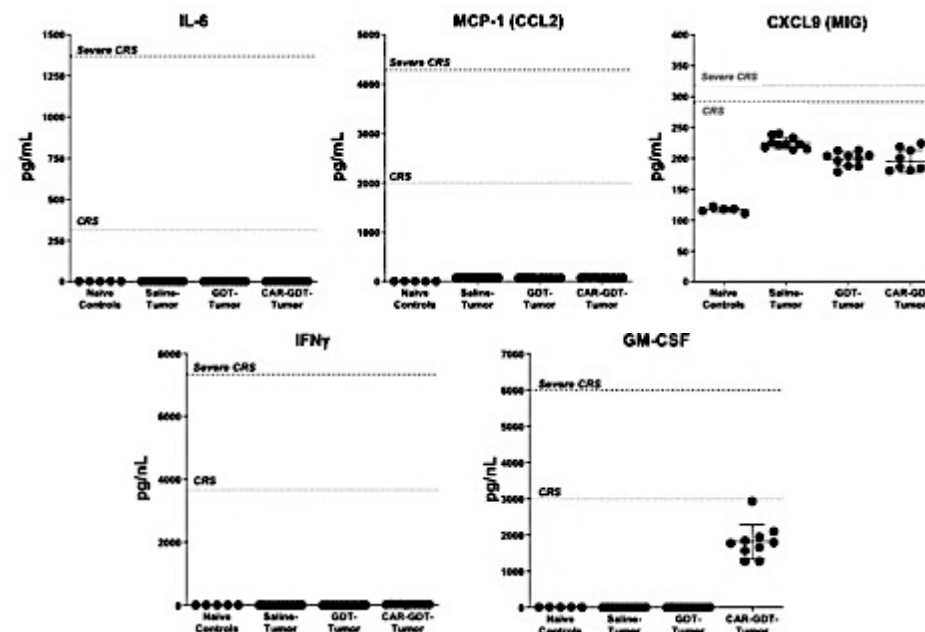 IL-6
1500
1250
1000
750
500
250
0
pg/mL
Severe CRS
CRS
Naive Controls
Saline-Tumor
GDT-Tumor
CAR-GDT-Tumor
MCP-1 (CCL2)
5000
4000
3000
2000
1000
0
pg/mL
Severe CRS
CRS
Naive Controls
Saline-Tumor
GDT-Tumor
CAR-GDT-Tumor
CXCL9 (MIG)
400
350
300
250
200
150
100
50
0
pg/mL
Severe CRS
CRS
Naive Controls
Saline-Tumor
GDT-Tumor
CAR-GD
Tumor
IFNγ
8000
6000
4000
2000
0
pg/nL
Severe CRS
CRS
Naive Controls
Saline-Tumor
GDT-Tumor
CAR-GDT-Tumor
GM-CSF
7000
6000
5000
4000
3000
2000
1000
0
pg/nL
Severe CRS
CRS
Naive Controls
Saline-Tumor
GDT-Tumor
CAR-GDT-Tumor